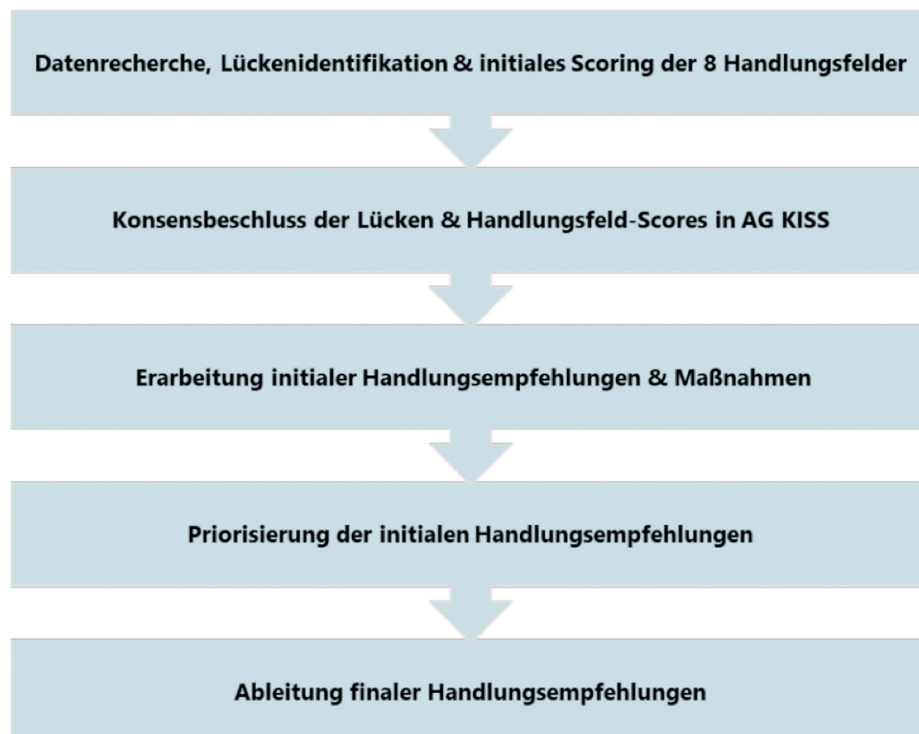 Datenrecherche, Lückenidentifikation & initiales Scoring der 8 Handlungsfelder
Konsensbeschluss der Lücken & Handlungsfeld-Scores in AG KISS
Erarbeitung initialer Handlungsempfehlungen & Maßnahmen
Priorisierung der initialen Handlungsempfehlungen
Ableitung finaler Handlungsempfehlungen